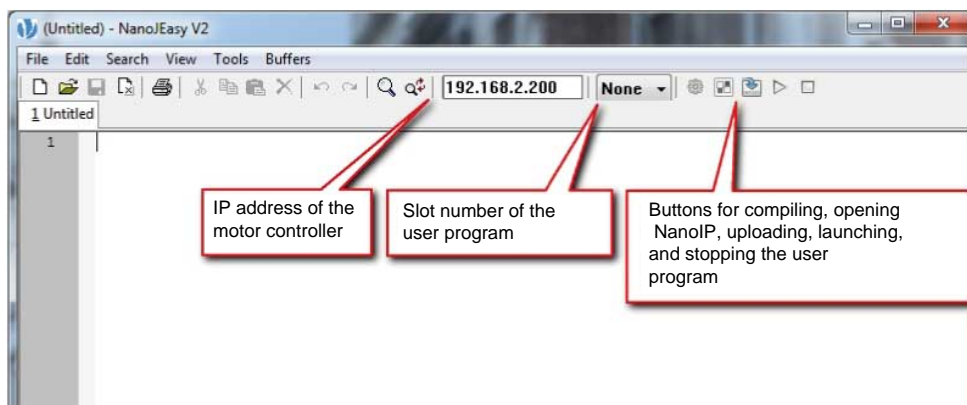 (Untitled) - NanoJEasy V2
File Edit Search View Tools Buffers
192.168.2.200 None
1 Untitled
1
IP address of the
motor controller
Slot number of the
user program
Buttons for compiling, opening
NanoIP, uploading, launching,
and stopping the user
program